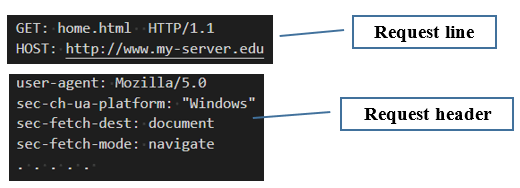 GET: home.html HTTP/1.1
HOST: http://www.my-server.edu
Request line
user-agent: Mozilla/5.0
sec-ch-ua-platform: "Windows"
sec-fetch-dest: document
sec-fetch-mode: navigate
. . . . . .
Request header